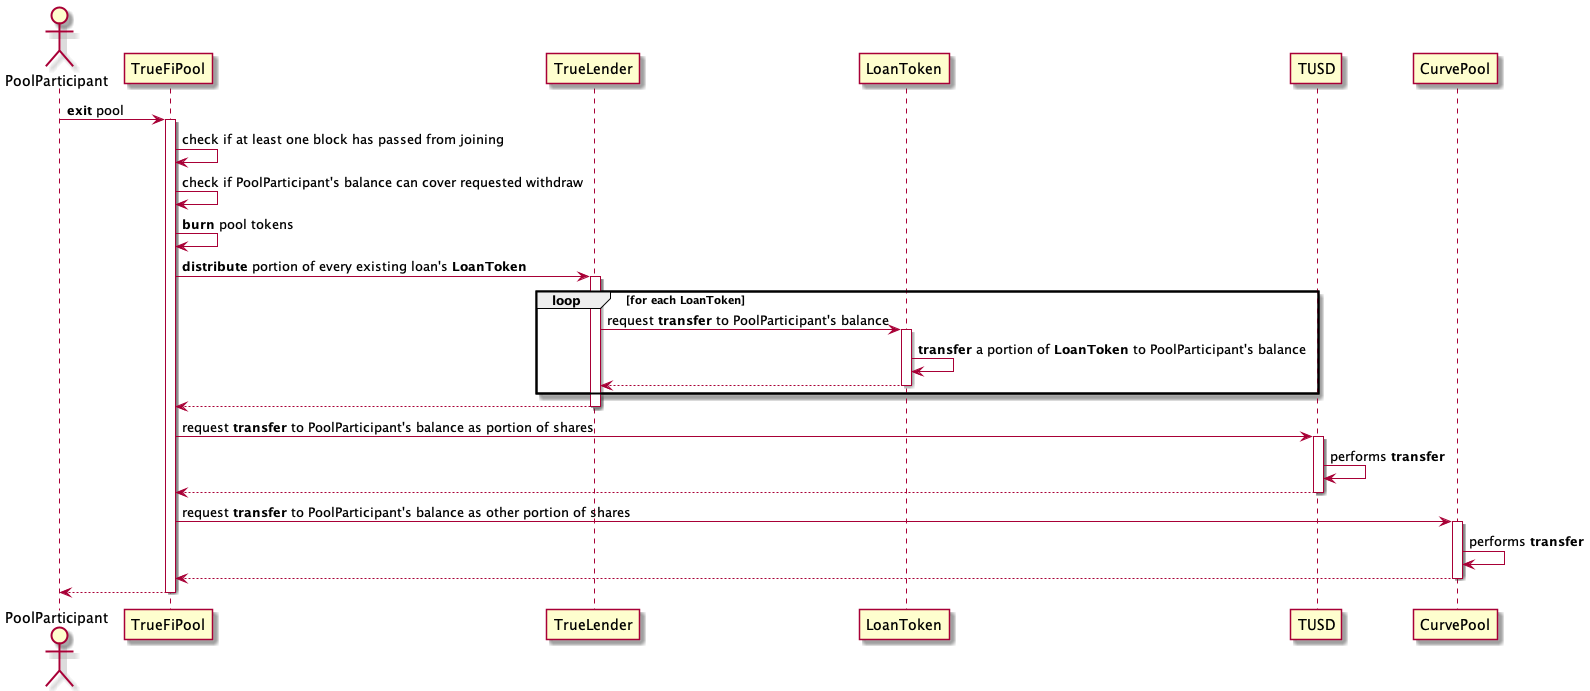 PoolParticipant
TrueFiPool
TrueLender
LoanToken
TUSD
CurvePool
exit pool
check if at least one block has passed from joining
check if PoolParticipant's balance can cover requested withdraw
burn pool tokens
distribute portion of every existing loan's LoanToken
loop
[for each LoanToken]
request transfer to PoolParticipant's balance
transfer a portion of LoanToken to PoolParticipant's balance
request transfer to PoolParticipant's balance as portion of shares
performs transfer
request transfer to PoolParticipant's balance as other portion of shares
performs transfer
PoolParticipant
TrueFiPool
TrueLender
LoanToken
TUSD
CurvePool